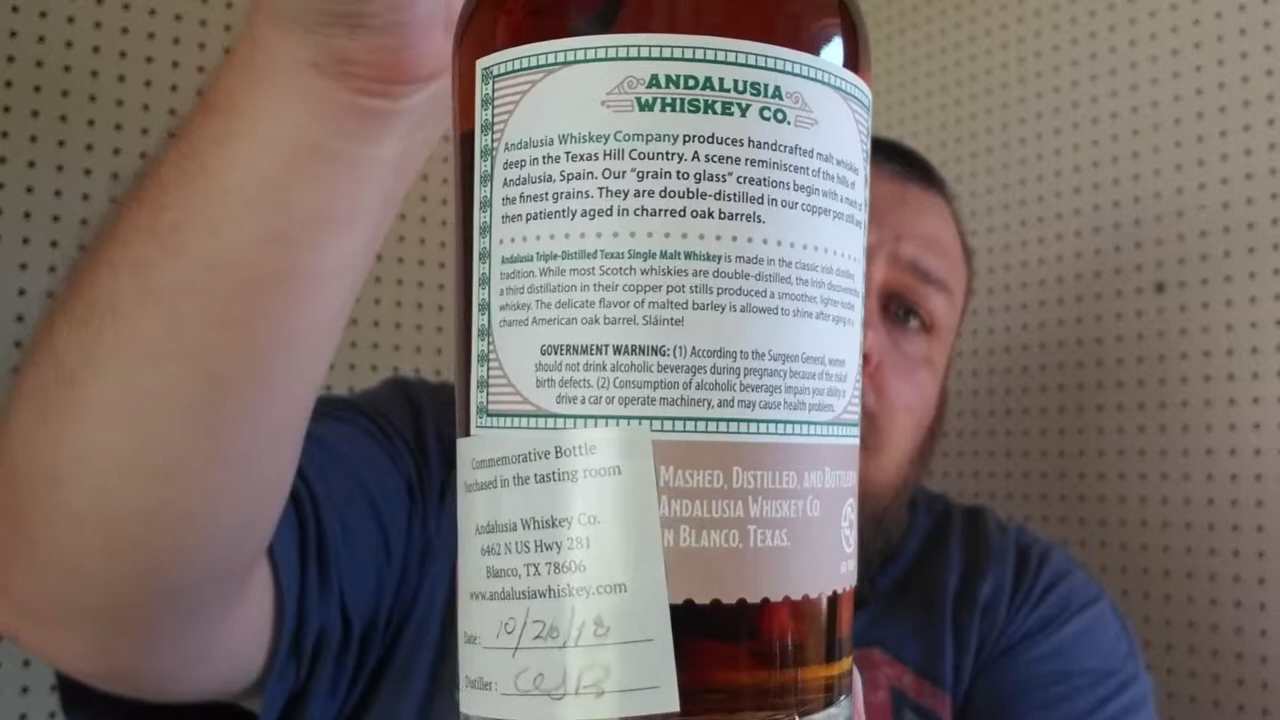 ANDALUSIA
WHISKEY CO.
Andalusia Whiskey Company produces handcrafted malt whiskies
deep in the Texas Hill Country. A scene reminiscent of the hills of
Andalusia, Spain. Our “grain to glass” creations begin with a mash of
the finest grains. They are double-distilled in our copper pot still and
then patiently aged in charred oak barrels.
Andalusia Triple-Distilled Texas Single Malt Whiskey is made in the classic Irish distilling
tradition. While most Scotch whiskies are double-distilled, the Irish discovered
a third distillation in their copper pot stills produced a smoother, lighter-bodied
whiskey. The delicate flavor of malted barley is allowed to shine after aging in a
charred American oak barrel. Sláinte!
GOVERNMENT WARNING: (1) According to the Surgeon General, women
should not drink alcoholic beverages during pregnancy because of the risk of
birth defects. (2) Consumption of alcoholic beverages impairs your ability to
drive a car or operate machinery, and may cause health problems.
MASHED, DISTILLED, AND BOTTLED
ANDALUSIA WHISKEY CO.
IN BLANCO, TEXAS.
Commemorative Bottle
Purchased in the tasting room
Andalusia Whiskey Co.
6462 N US Hwy 281
Blanco, TX 78606
www.andalusiawhiskey.com
Date: 10/26/18
Distiller: